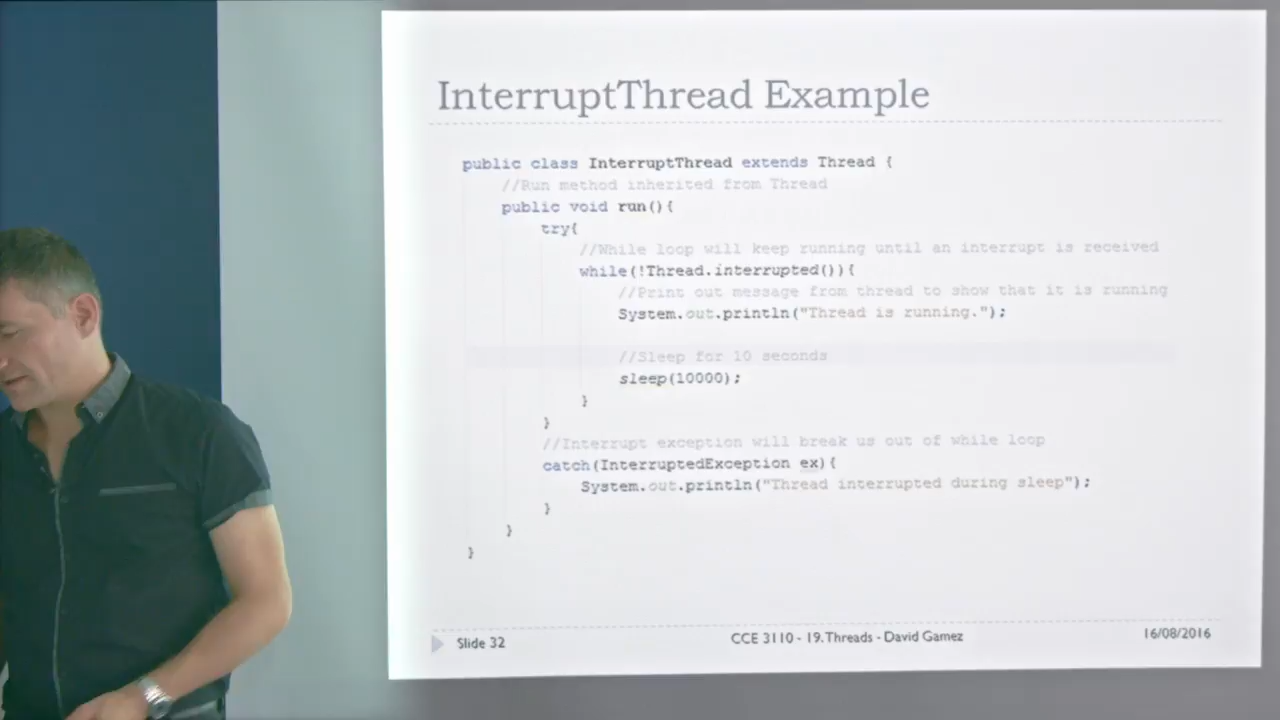 InterruptThread Example
public class InterruptThread extends Thread {
//Run method inherited from Thread
public void run(){
try{
//While loop will keep running until an interrupt is received
while(!Thread.interrupted()){
//Print out message from thread to show that it is running
System.out.println("Thread is running.");
//Sleep for 10 seconds
sleep(10000);
}
}
//Interrupt exception will break us out of while loop
catch(InterruptedException ex){
System.out.println("Thread interrupted during sleep");
}
}
}
Slide 32
CCE 3110 - 19.Threads - David Gamez
16/08/2016